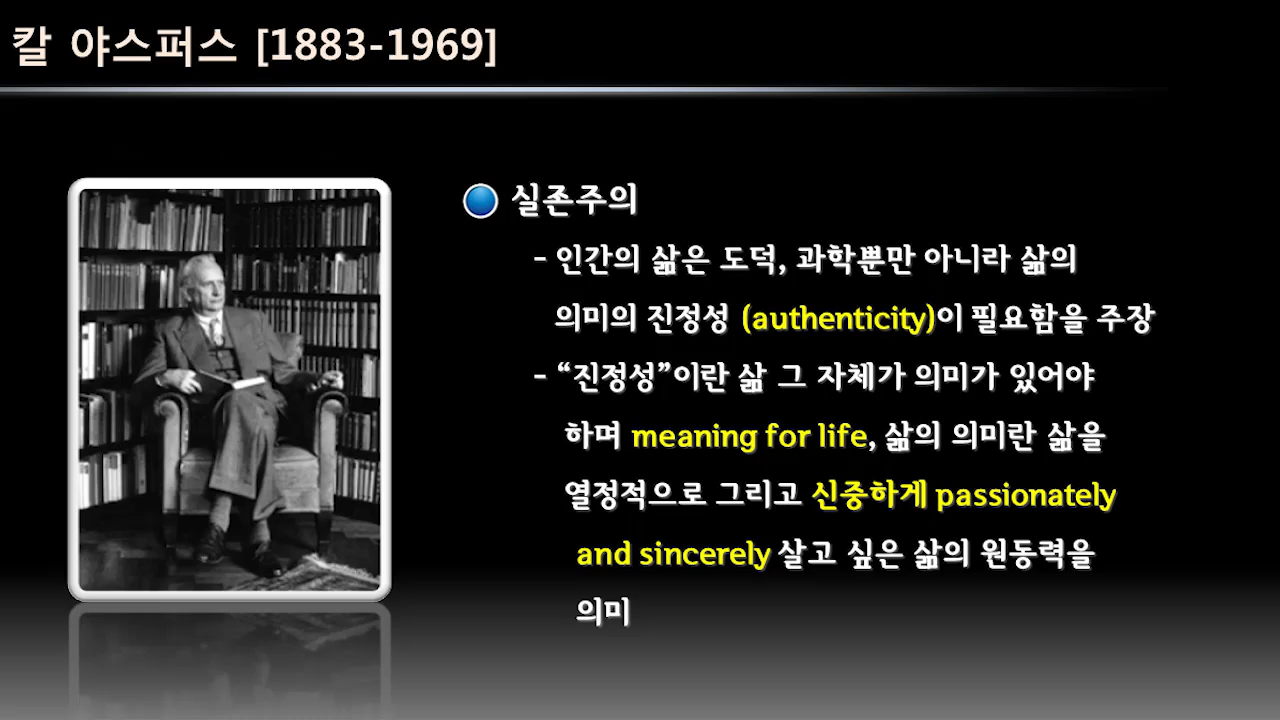 칼 야스퍼스 [1883-1969]
실존주의
- 인간의 삶은 도덕, 과학뿐만 아니라 삶의
의미의 진정성 (authenticity)이 필요함을 주장
- “진정성”이란 삶 그 자체가 의미가 있어야
하며 meaning for life, 삶의 의미란 삶을
열정적으로 그리고 신중하게 passionately
and sincerely 살고 싶은 삶의 원동력을
의미